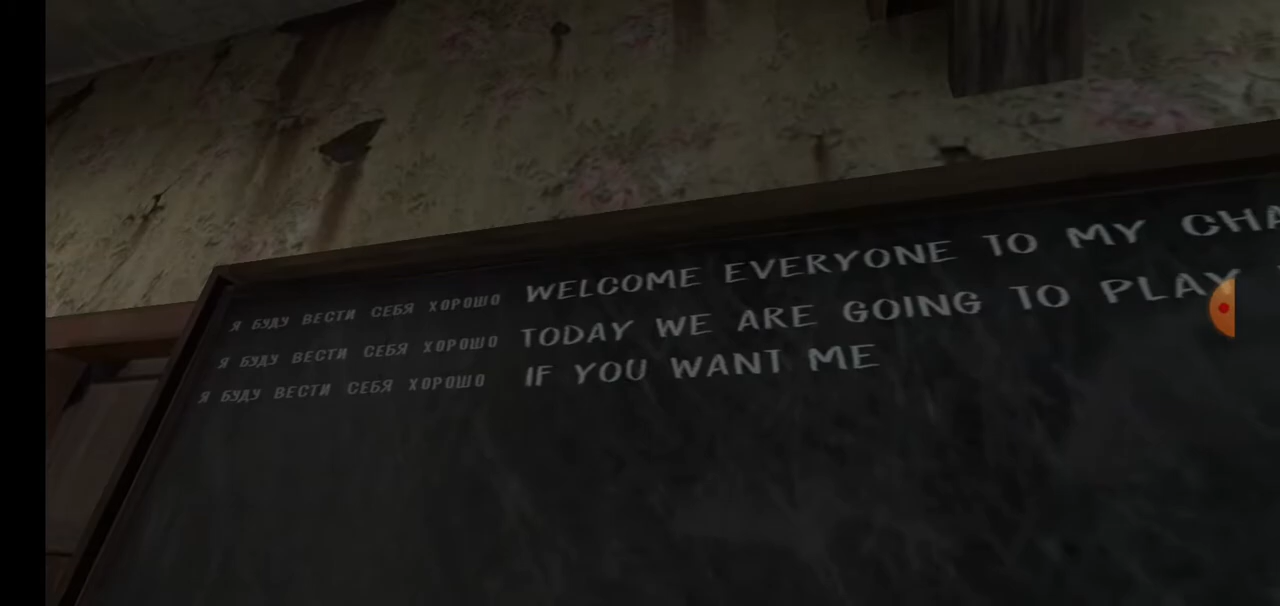 Я БУДУ ВЕСТИ СЕБЯ ХОРОШО
Я БУДУ ВЕСТИ СЕБЯ ХОРОШО
Я БУДУ ВЕСТИ СЕБЯ ХОРОШО
WELCOME EVERYONE TO MY
TODAY WE ARE GOING TO PLAY
IF YOU WANT ME